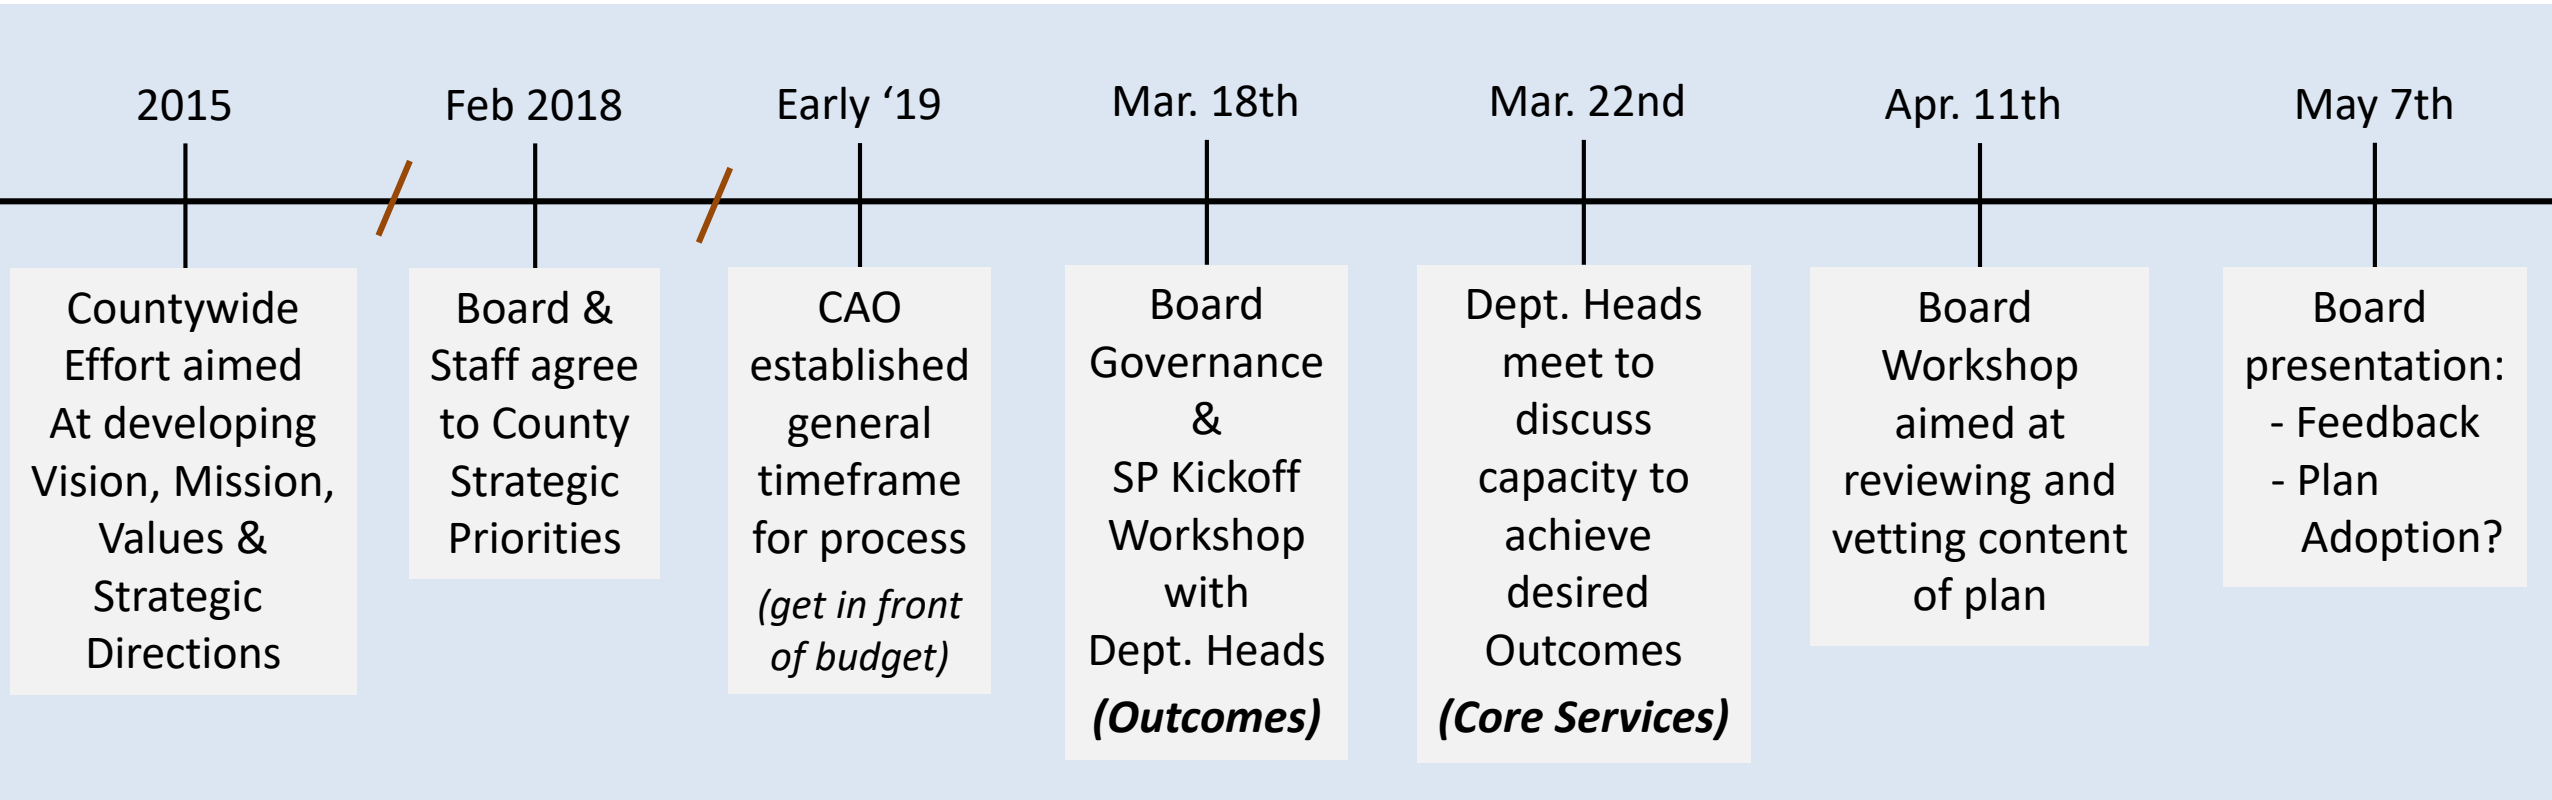 2015
Feb 2018
Early ‘19
Mar. 18th
Mar. 22nd
Apr. 11th
May 7th
Countywide
Effort aimed
At developing
Vision, Mission,
Values &
Strategic
Directions
Board &
Staff agree
to County
Strategic
Priorities
CAO
established
general
timeframe
for process
(get in front
of budget)
Board
Governance
&
SP Kickoff
Workshop
with
Dept. Heads
(Outcomes)
Dept. Heads
meet to
discuss
capacity to
achieve
desired
Outcomes
(Core Services)
Board
Workshop
aimed at
reviewing and
vetting content
of plan
Board
presentation:
- Feedback
- Plan
Adoption?